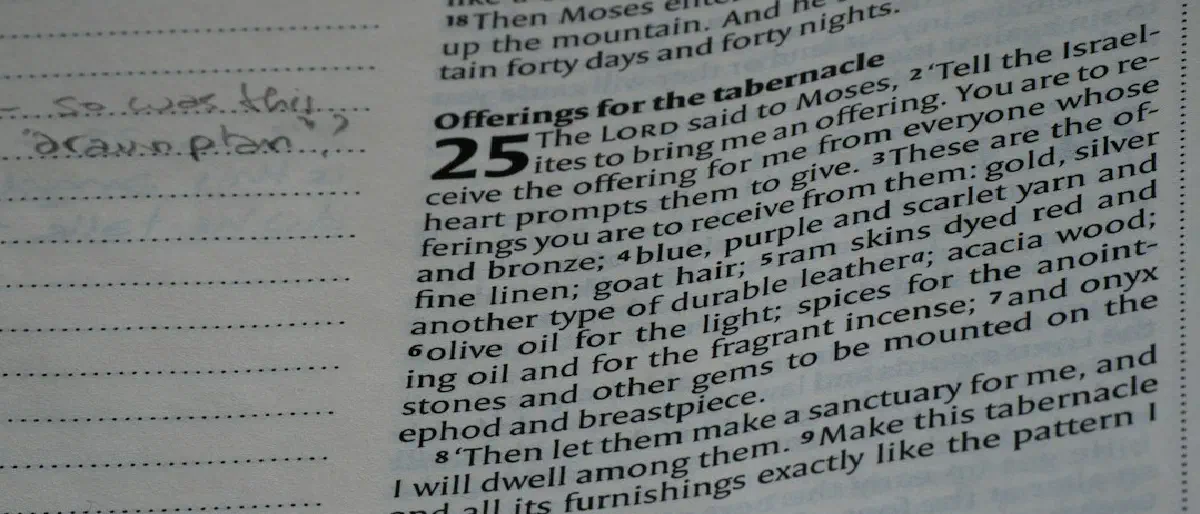 18 Then Moses
up the mountain. And he
tain forty days and forty nights.
- so was this
'drawn plan'?
Offerings for the tabernacle
25 The LORD said to Moses, 2 ‘Tell the Israel-
ites to bring me an offering. You are to re-
ceive the offering for me from everyone whose
heart prompts them to give. 3 These are the of-
ferings you are to receive from them: gold, silver
and bronze; 4 blue, purple and scarlet yarn and
fine linen; goat hair; 5 ram skins dyed red and
another type of durable leather a; acacia wood;
6 olive oil for the light; spices for the anoint-
ing oil and for the fragrant incense; 7 and onyx
stones and other gems to be mounted on the
ephod and breastpiece.
8 ‘Then let them make a sanctuary for me, and
I will dwell among them. 9 Make this tabernacle
and all its furnishings exactly like the pattern I